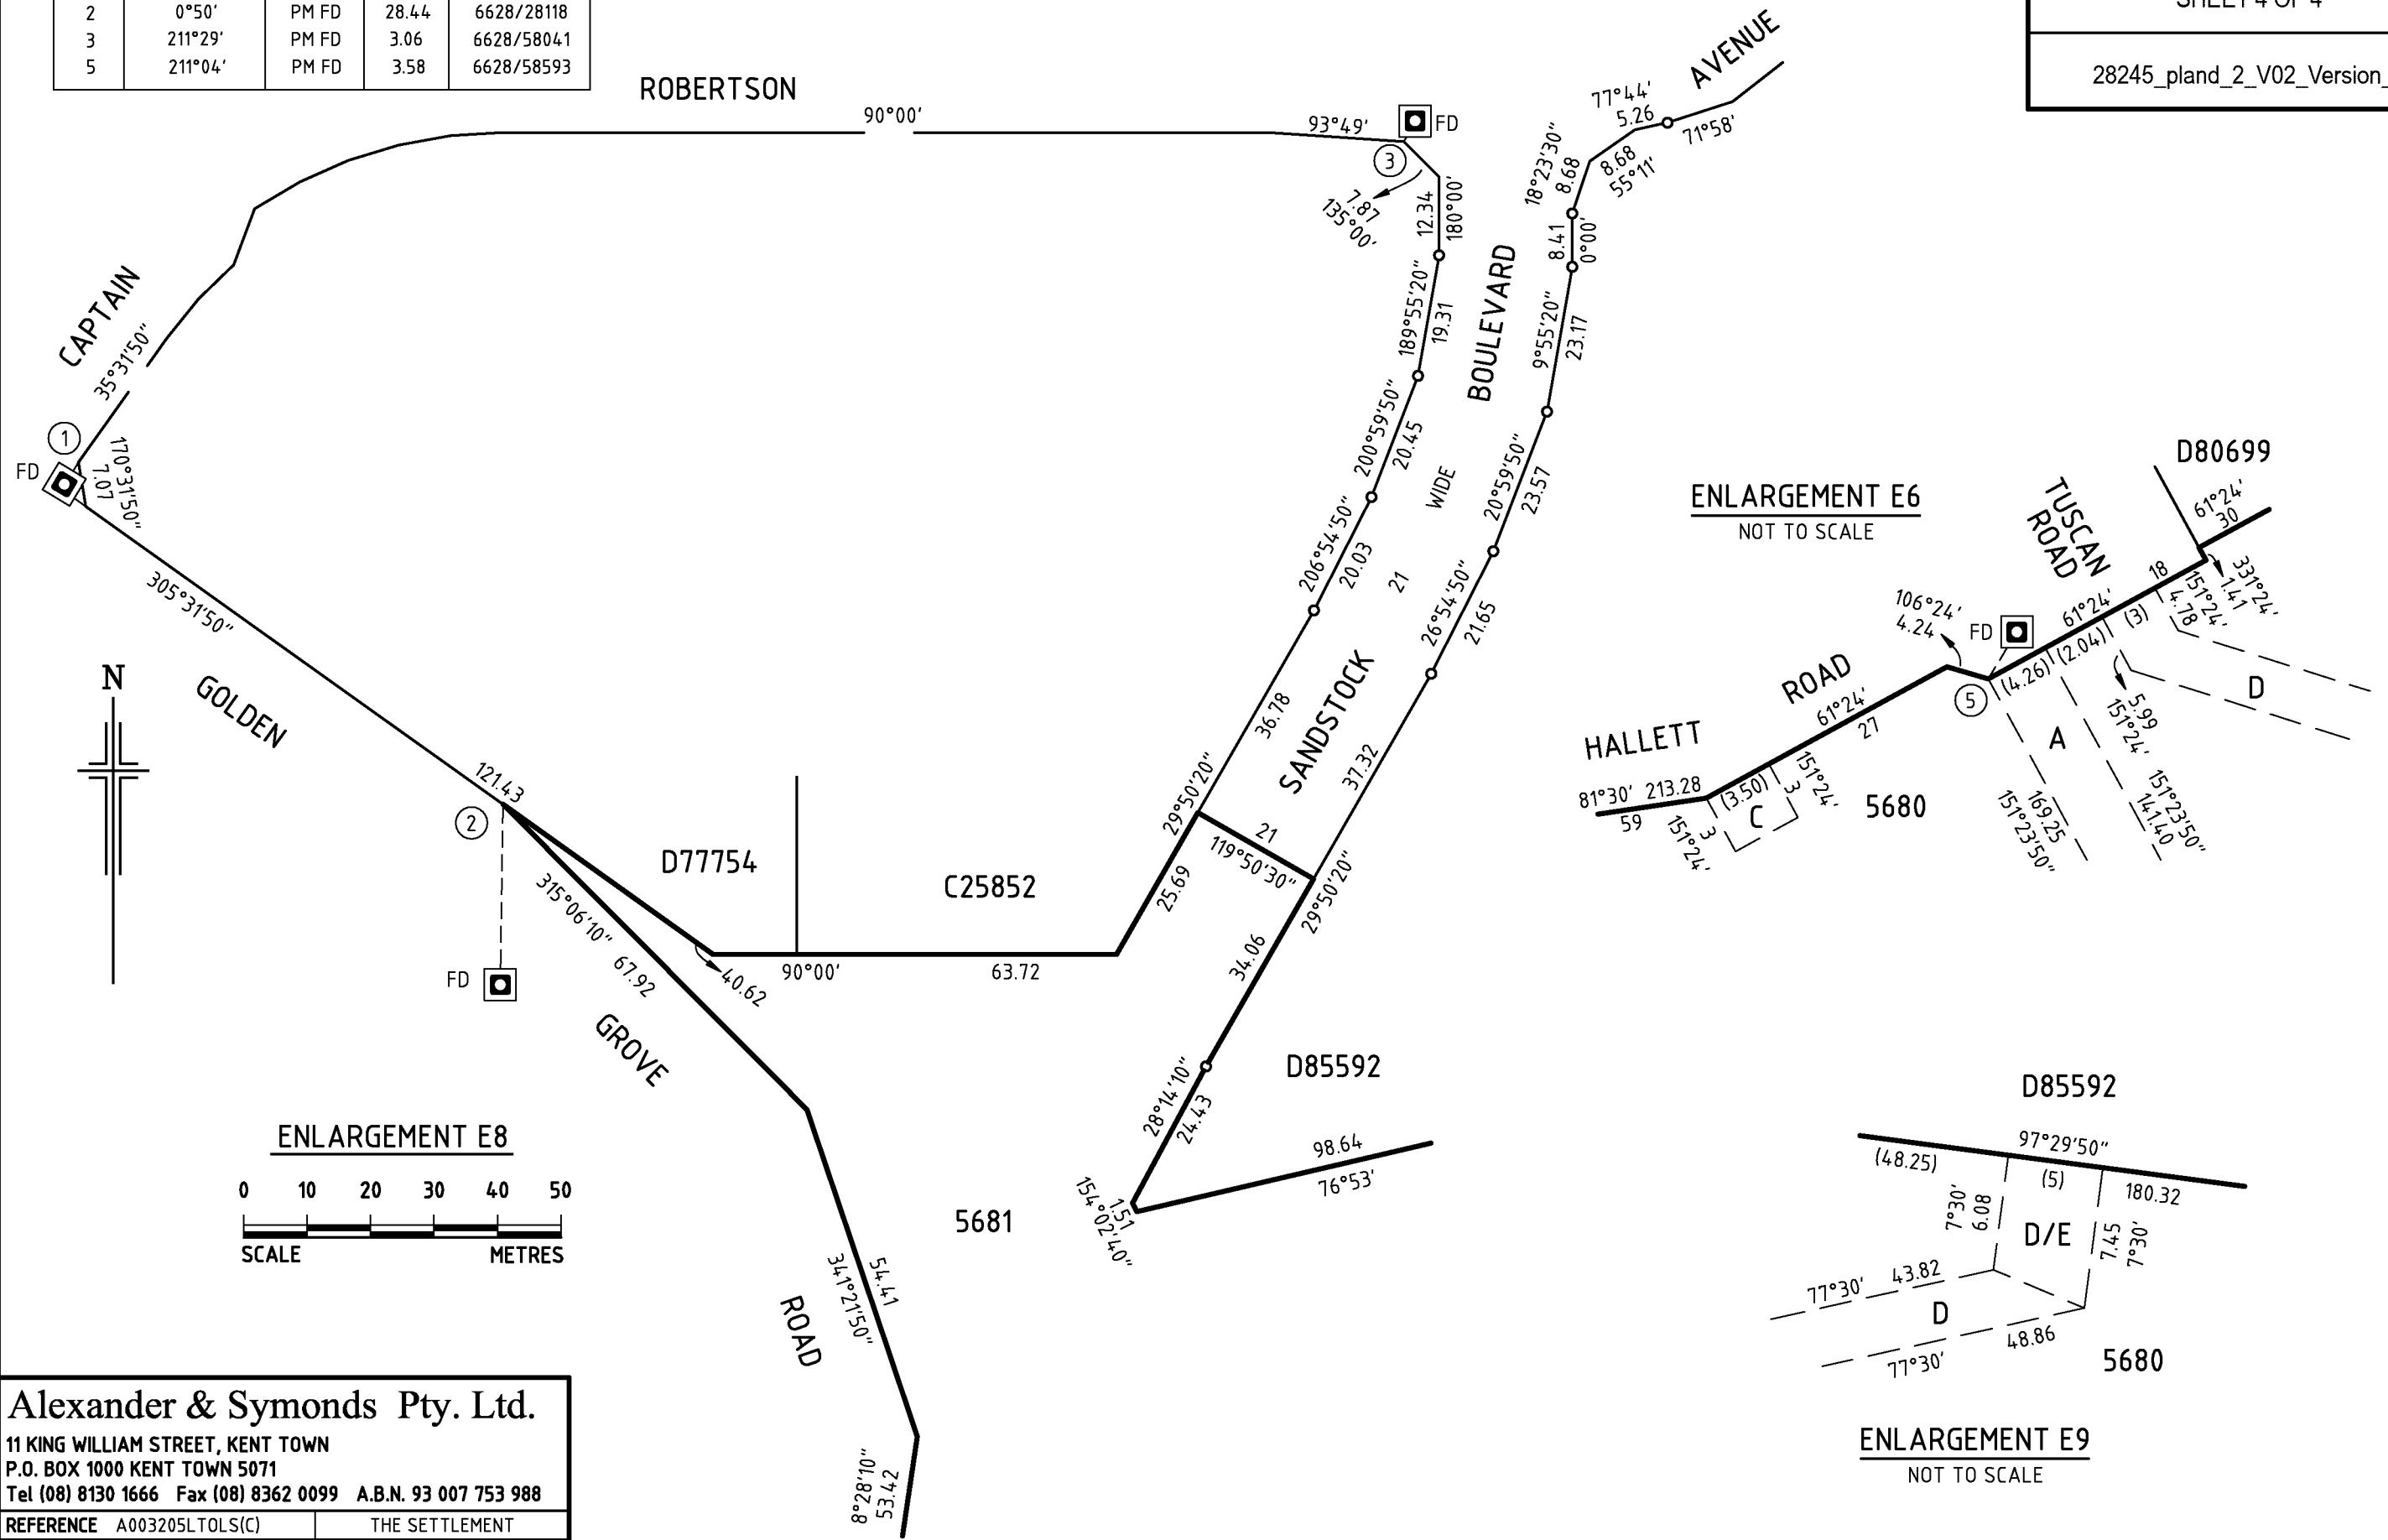 2 0°50' PM FD 28.44 6628/28118
3 211°29' PM FD 3.06 6628/58041
5 211°04' PM FD 3.58 6628/58593
28245_pland_2_V02_Version_
ROBERTSON
90°00'
93°49'
FD
3
7.87
135°00'
12.34
180°00'
AVENUE
77°44'
5.26
71°58'
8.68
55°11'
18°23'30"
8.68
8.41
0°00'
CAPTAIN
35°31'50"
1
FD
170°31'50"
7.07
305°31'50"
189°55'20"
19.31
BOULEVARD
9°55'20"
23.17
200°59'50"
20.45
WIDE
20°59'50"
23.57
206°54'50"
20.03
21
26°54'50"
21.65
N
GOLDEN
121.43
2
36.78
SANDSTOCK
37.32
29°50'20"
21
119°50'30"
29°50'20"
D77754
C25852
25.69
315°06'10"
67.92
FD
40.62
90°00'
63.72
34.06
GROVE
28°14'10"
24.43
D85592
98.64
76°53'
1.51
154°02'40"
5681
54.41
341°21'50"
ROAD
8°28'10"
53.42
ENLARGEMENT E8
0 10 20 30 40 50
SCALE METRES
ENLARGEMENT E6
NOT TO SCALE
D80699
TUSCAN
ROAD
61°24'
30
331°24'
1.41
18
151°24'
4.78
61°24'
(3)
106°24'
4.24
FD
(2.04)
(4.26)
5
D
5.99
151°24'
A
HALLETT
ROAD
61°24'
27
151°23'50"
141.40
169.25
151°23'50"
5680
81°30' 213.28
59
(3.50)
151°24'
3
C
3
151°24'
D85592
97°29'50"
(48.25)
(5)
180.32
7°30'
6.08
D/E
7.45
7°30'
77°30' 43.82
D
48.86
77°30'
5680
ENLARGEMENT E9
NOT TO SCALE
Alexander & Symonds Pty. Ltd.
11 KING WILLIAM STREET, KENT TOWN
P.O. BOX 1000 KENT TOWN 5071
Tel (08) 8130 1666 Fax (08) 8362 0099 A.B.N. 93 007 753 988
REFERENCE A003205LTOLS(C) THE SETTLEMENT